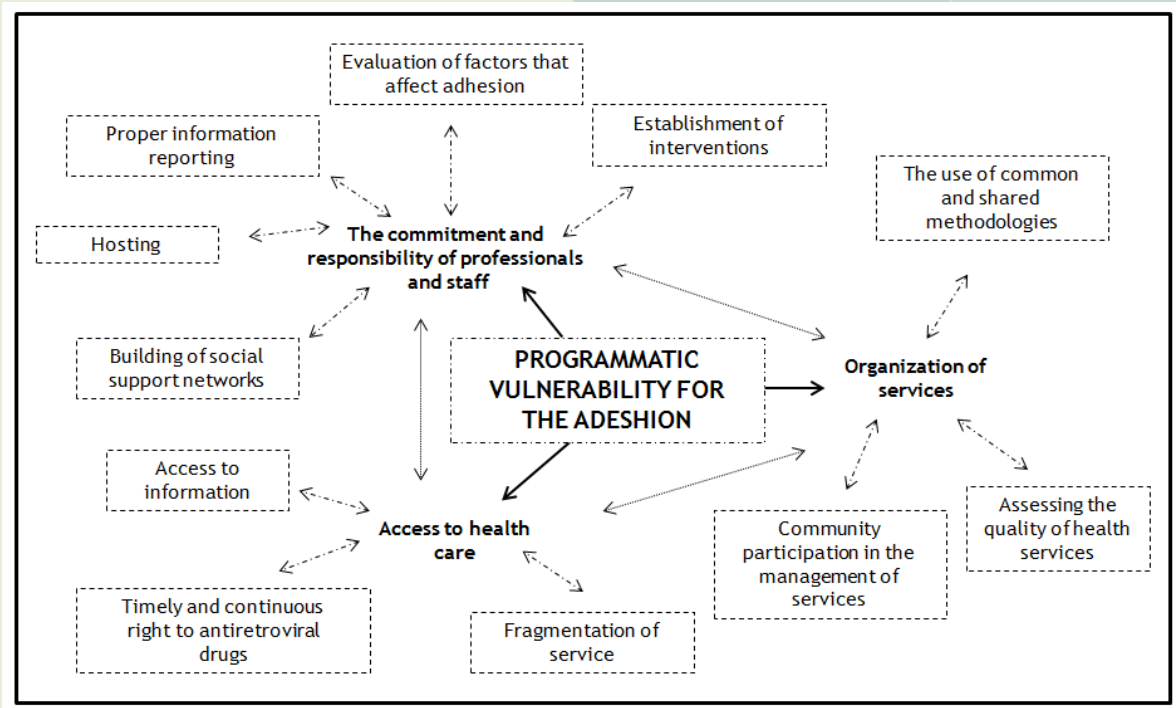 Evaluation of factors that
affect adhesion
Proper information
reporting
Establishment of
interventions
The use of common
and shared
methodologies
Hosting
The commitment and
responsibility of professionals
and staff
Building of social
support networks
PROGRAMMATIC
VULNERABILITY FOR
THE ADESHION
Organization of
services
Access to
information
Access to health
care
Community
participation in the
management of
services
Assessing the
quality of health
services
Timely and continuous
right to antiretroviral
drugs
Fragmentation of
service